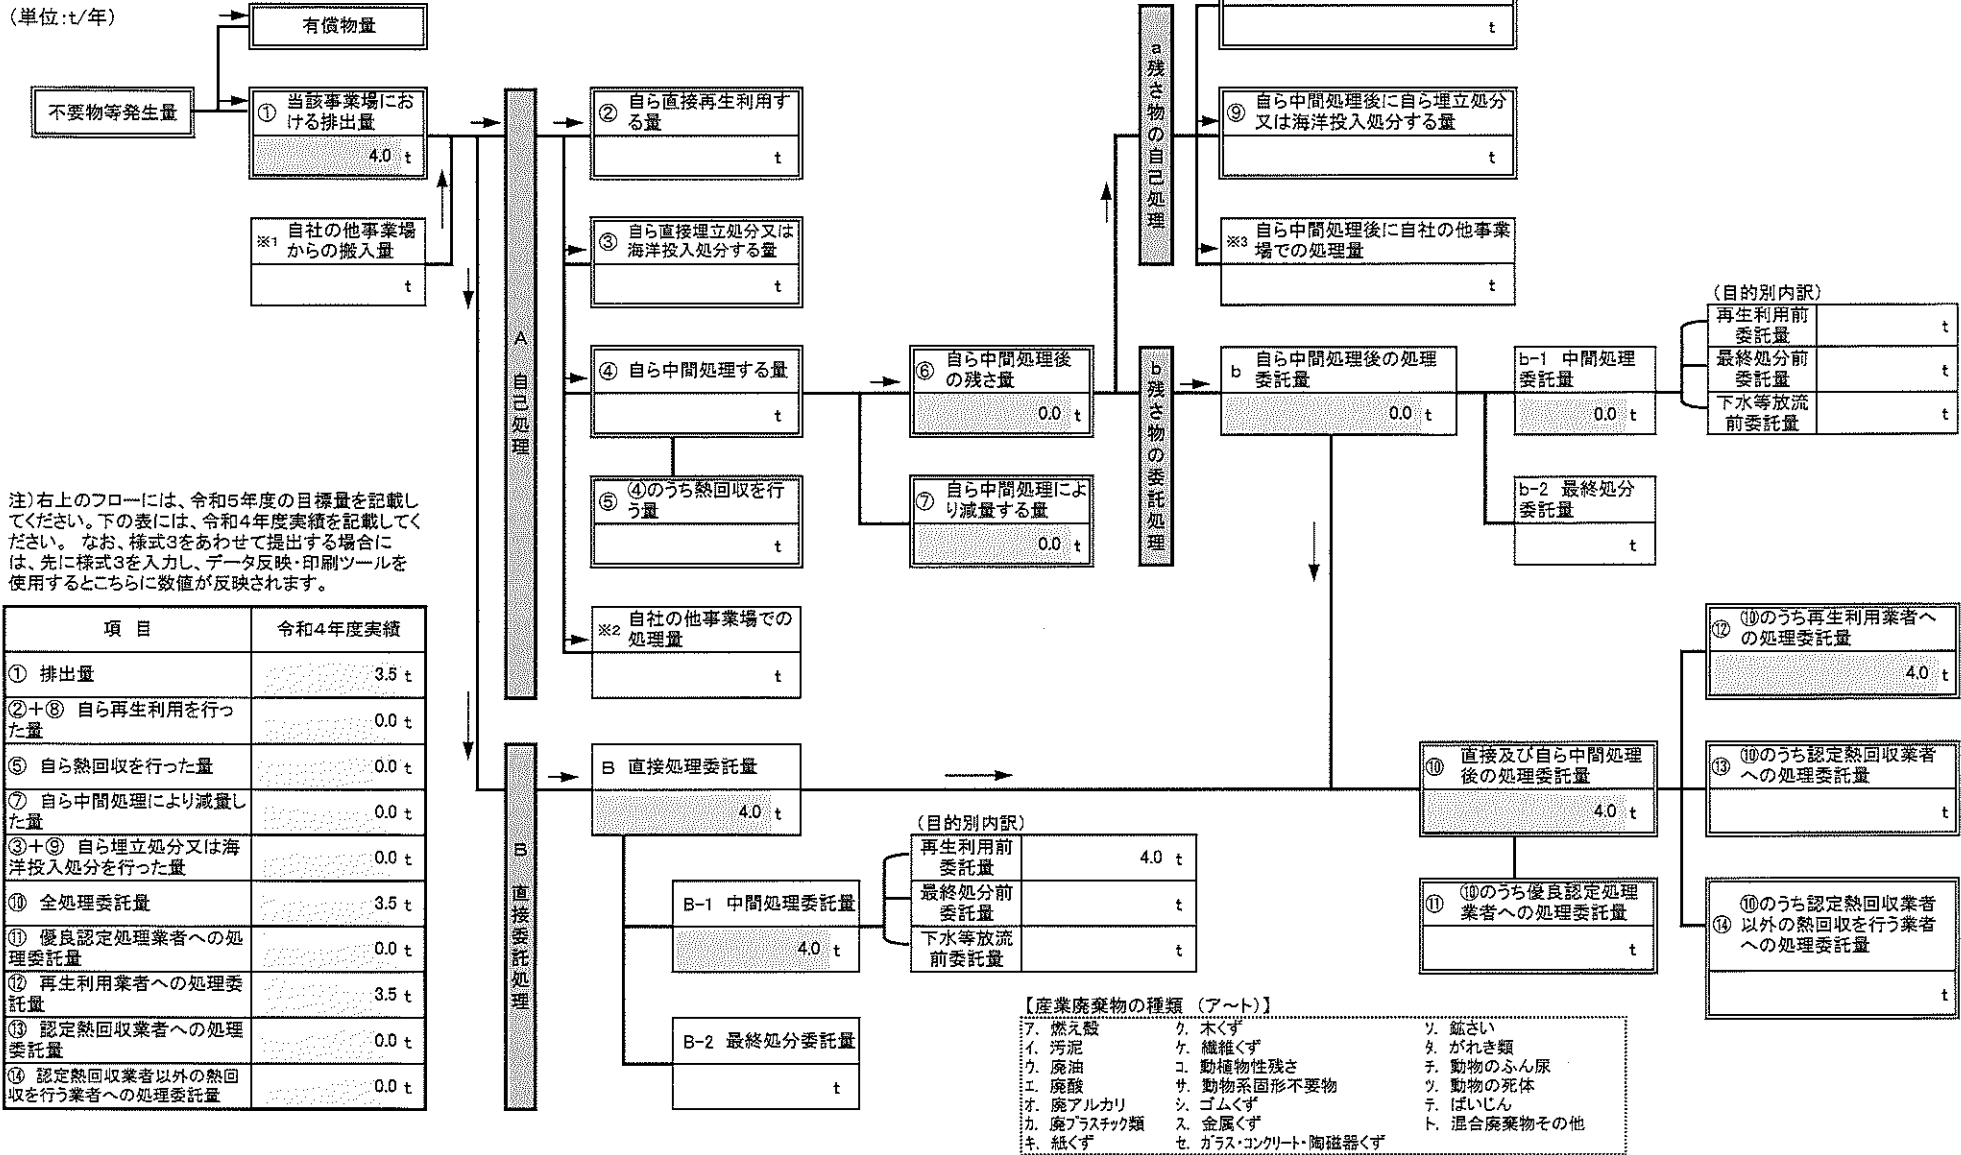 (単位:t/年)
有償物量
不要物等発生量
① 当該事業場にお
ける排出量
4.0 t
※1 自社の他事業場
からの搬入量
t
A 自己処理
② 自ら直接再生利用す
る量
t
③ 自ら直接埋立処分又は
海洋投入処分する量
t
④ 自ら中間処理する量
t
⑤ ④のうち熱回収を行
う量
t
※2 自社の他事業場での
処理量
t
⑥ 自ら中間処理後
の残さ量
0.0 t
⑦ 自ら中間処理によ
り減量する量
0.0 t
a 残さ物の自己処理
t
⑨ 自ら中間処理後に自ら埋立処分
又は海洋投入処分する量
t
※3 自ら中間処理後に自社の他事業
場での処理量
t
b 残さ物の委託処理
b 自ら中間処理後の処理
委託量
0.0 t
b-1 中間処理
委託量
0.0 t
(目的別内訳)
再生利用前
委託量 t
最終処分前
委託量 t
下水等放流
前委託量 t
b-2 最終処分
委託量
t
注)右上のフローには、令和5年度の目標量を記載し
てください。下の表には、令和4年度実績を記載してく
ださい。 なお、様式3をあわせて提出する場合に
は、先に様式3を入力し、データ反映・印刷ツールを
使用するとこちらに数値が反映されます。
項 目 令和4年度実績
① 排出量 3.5 t
②+⑧ 自ら再生利用を行っ
た量 0.0 t
⑤ 自ら熱回収を行った量 0.0 t
⑦ 自ら中間処理により減量し
た量 0.0 t
③+⑨ 自ら埋立処分又は海
洋投入処分を行った量 0.0 t
⑩ 全処理委託量 3.5 t
⑪ 優良認定処理業者への処
理委託量 0.0 t
⑫ 再生利用業者への処理委
託量 3.5 t
⑬ 認定熱回収業者への処理
委託量 0.0 t
⑭ 認定熱回収業者以外の熱回
収を行う業者への処理委託量 0.0 t
B 直接委託処理
B 直接処理委託量
4.0 t
B-1 中間処理委託量
4.0 t
(目的別内訳)
再生利用前
委託量 4.0 t
最終処分前
委託量 t
下水等放流
前委託量 t
B-2 最終処分委託量
t
⑩ 直接及び自ら中間処理
後の処理委託量
4.0 t
⑪ ⑩のうち優良認定処理
業者への処理委託量
t
⑫ ⑩のうち再生利用業者へ
の処理委託量
4.0 t
⑬ ⑩のうち認定熱回収業者
への処理委託量
t
⑭ ⑩のうち認定熱回収業者
以外の熱回収を行う業者
への処理委託量
t
【産業廃棄物の種類 (ア～ト)】
ア. 燃え殻
イ. 汚泥
ウ. 廃油
エ. 廃酸
オ. 廃アルカリ
カ. 廃プラスチック類
キ. 紙くず
ク. 木くず
ケ. 繊維くず
コ. 動植物性残さ
サ. 動物系固形不要物
シ. ゴムくず
ス. 金属くず
セ. ガラス・コンクリート・陶磁器くず
ソ. 鉱さい
タ. がれき類
チ. 動物のふん尿
ツ. 動物の死体
テ. ばいじん
ト. 混合廃棄物その他